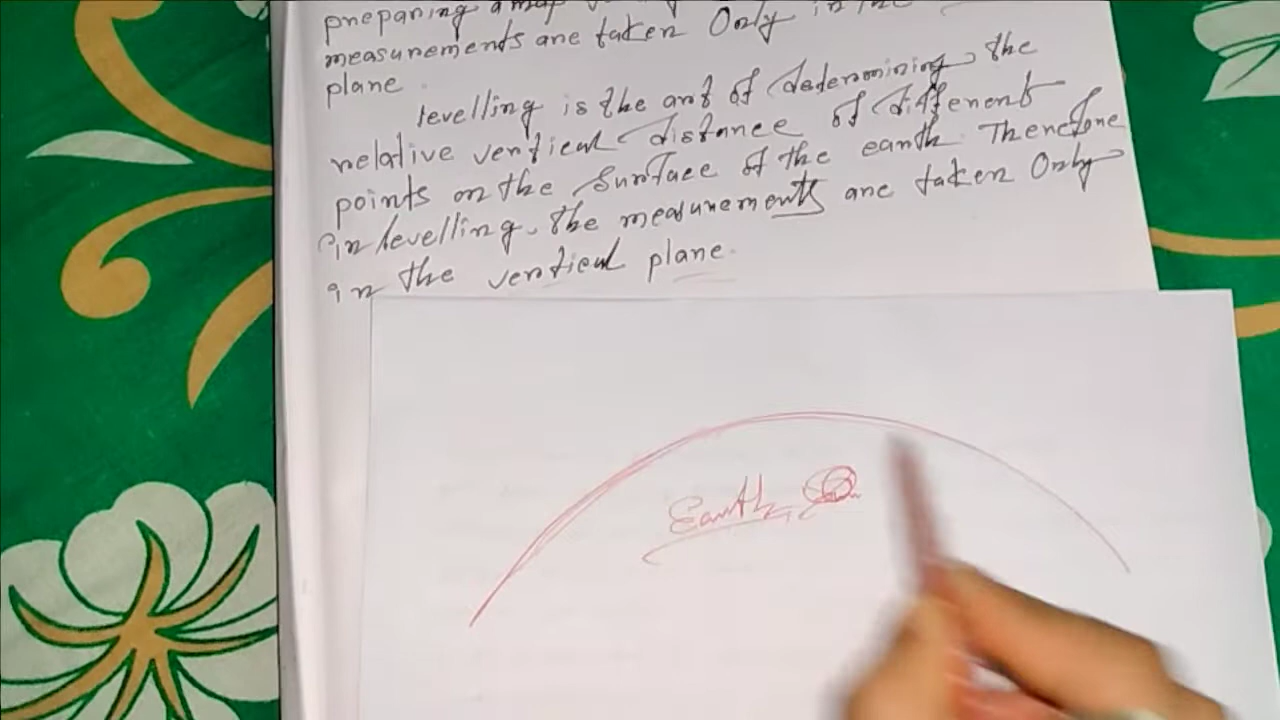 preparing a map
measurements are taken Only in the
plane
levelling is the art of determining the
relative vertical distance of different
points on the surface of the earth. Therefore
in levelling, the measurements are taken Only
in the vertical plane.
Earth